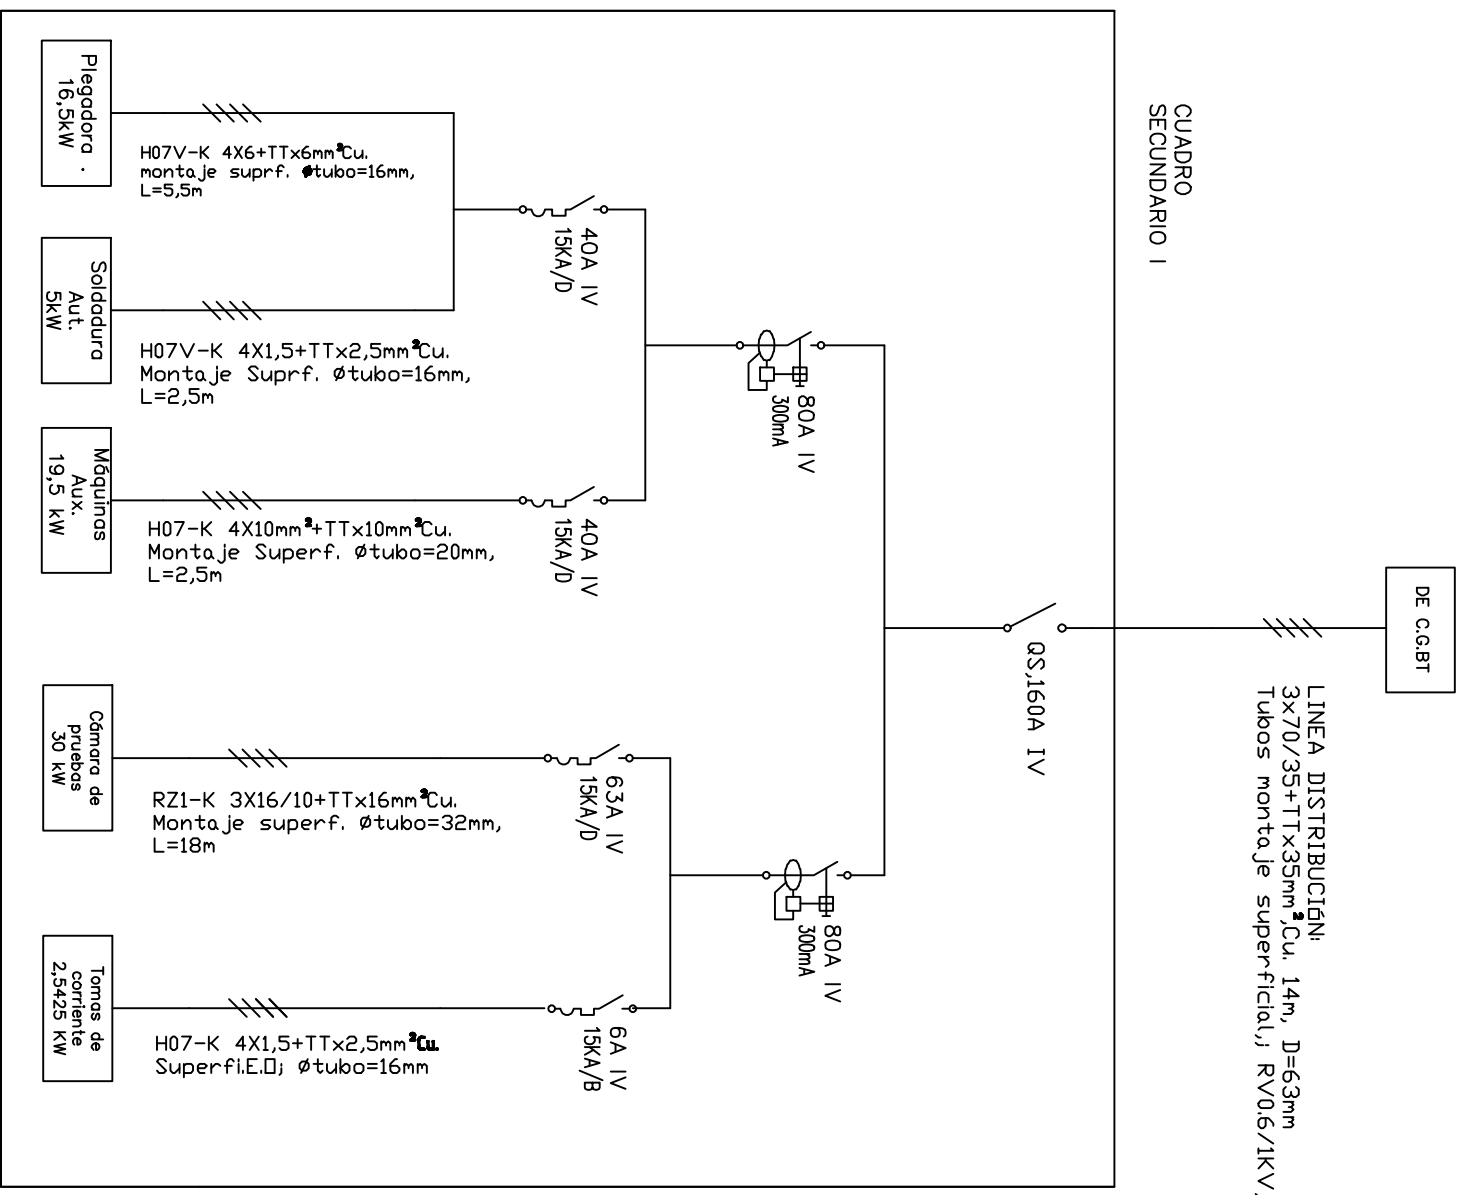 CUADRO
SECUNDARIO I
DE C.G.BT
LINEA DISTRIBUCIÓN:
3x70/35+TTx35mm²,Cu. 14m, D=63mm
Tubos montaje superficial,; RV0.6/1KV,
QS,160A IV
80A IV
300mA
80A IV
300mA
40A IV
15KA/D
40A IV
15KA/D
63A IV
15KA/D
6A IV
15KA/B
H07V-K 4X6+TTx6mm²Cu.
montaje suprf. Øtubo=16mm,
L=5,5m
H07V-K 4X1,5+TTx2,5mm²Cu.
Montaje Suprf. Øtubo=16mm,
L=2,5m
H07-K 4X10mm²+TTx10mm²Cu.
Montaje Superf. Øtubo=20mm,
L=2,5m
RZ1-K 3X16/10+TTx16mm²Cu.
Montaje superf. Øtubo=32mm,
L=18m
H07-K 4X1,5+TTx2,5mm²Cu.
Superfi.E.O; Øtubo=16mm
Plegadora .
16,5kW
Soldadura
Aut.
5kW
Máquinas
Aux.
19,5 kW
Cámara de
pruebas
30 kW
Tomas de
corriente
2,5425 KW